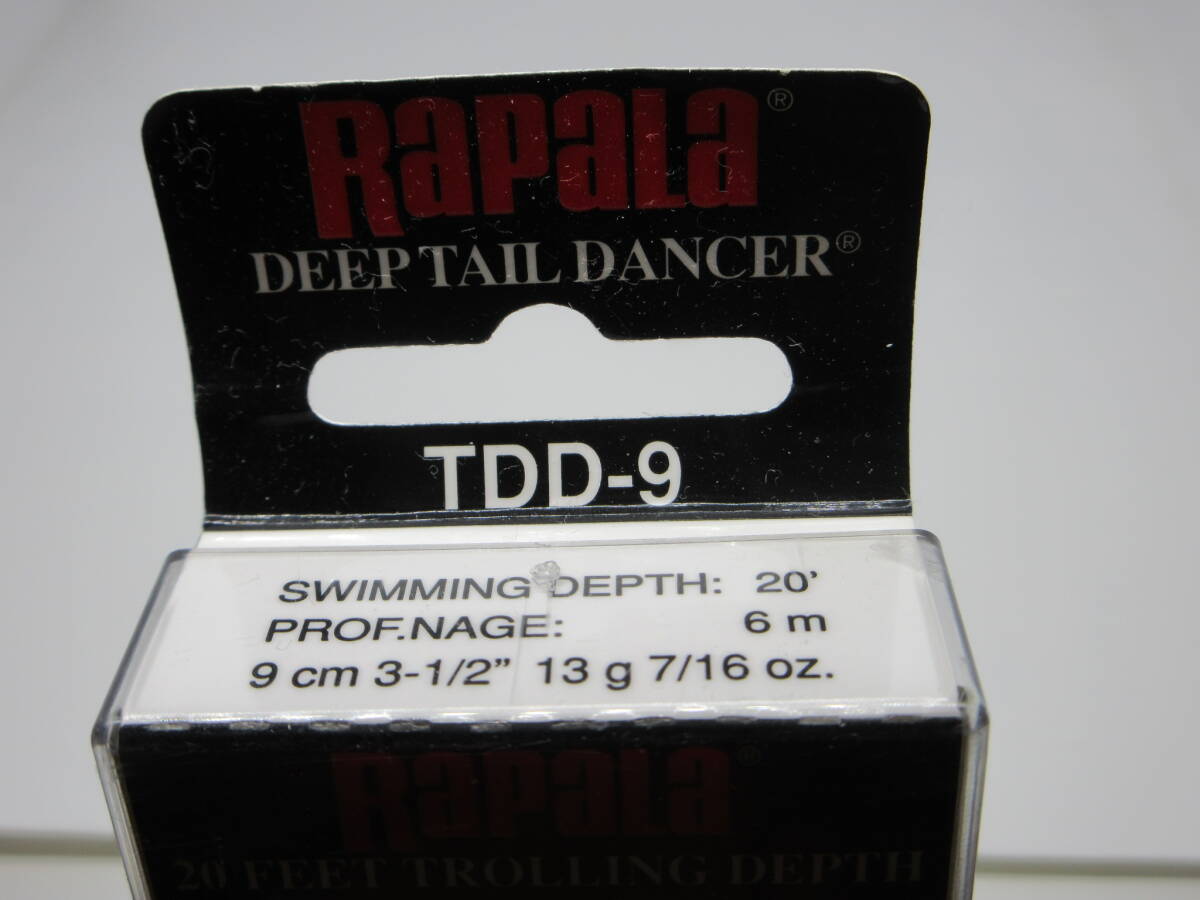 RaPaLa®
DEEP TAIL DANCER®
TDD-9
SWIMMING DEPTH: 20'
PROF.NAGE: 6 m
9 cm 3-1/2” 13 g 7/16 oz.
RaPaLa®
20 FEET TROLLING DEPTH